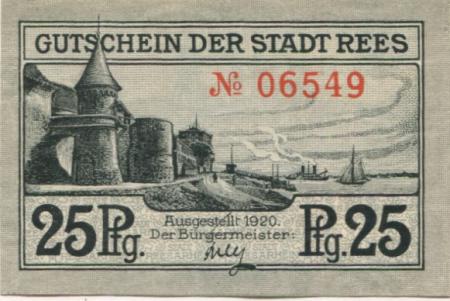 GUTSCHEIN DER STADT REES
№ 06549
25 Pfg.
Ausgestellt 1920.
Der Bürgermeister:
Pfg. 25